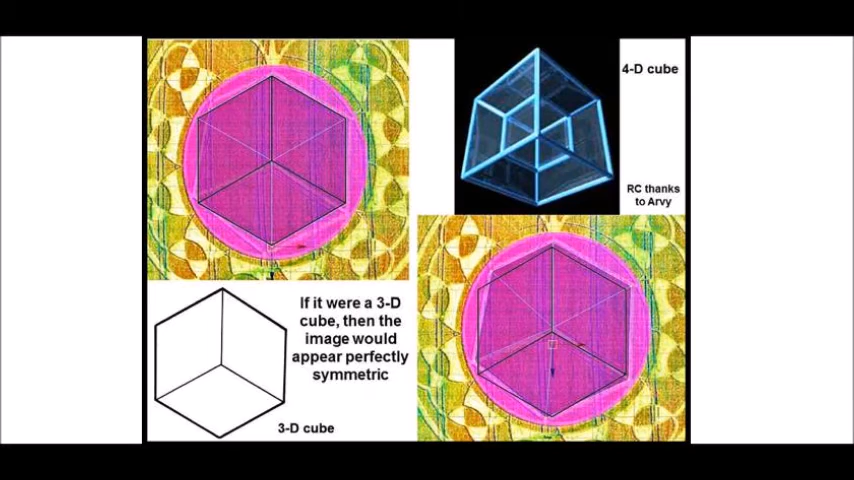 4-D cube
RC thanks
to Arvy
If it were a 3-D
cube, then the
image would
appear perfectly
symmetric
3-D cube